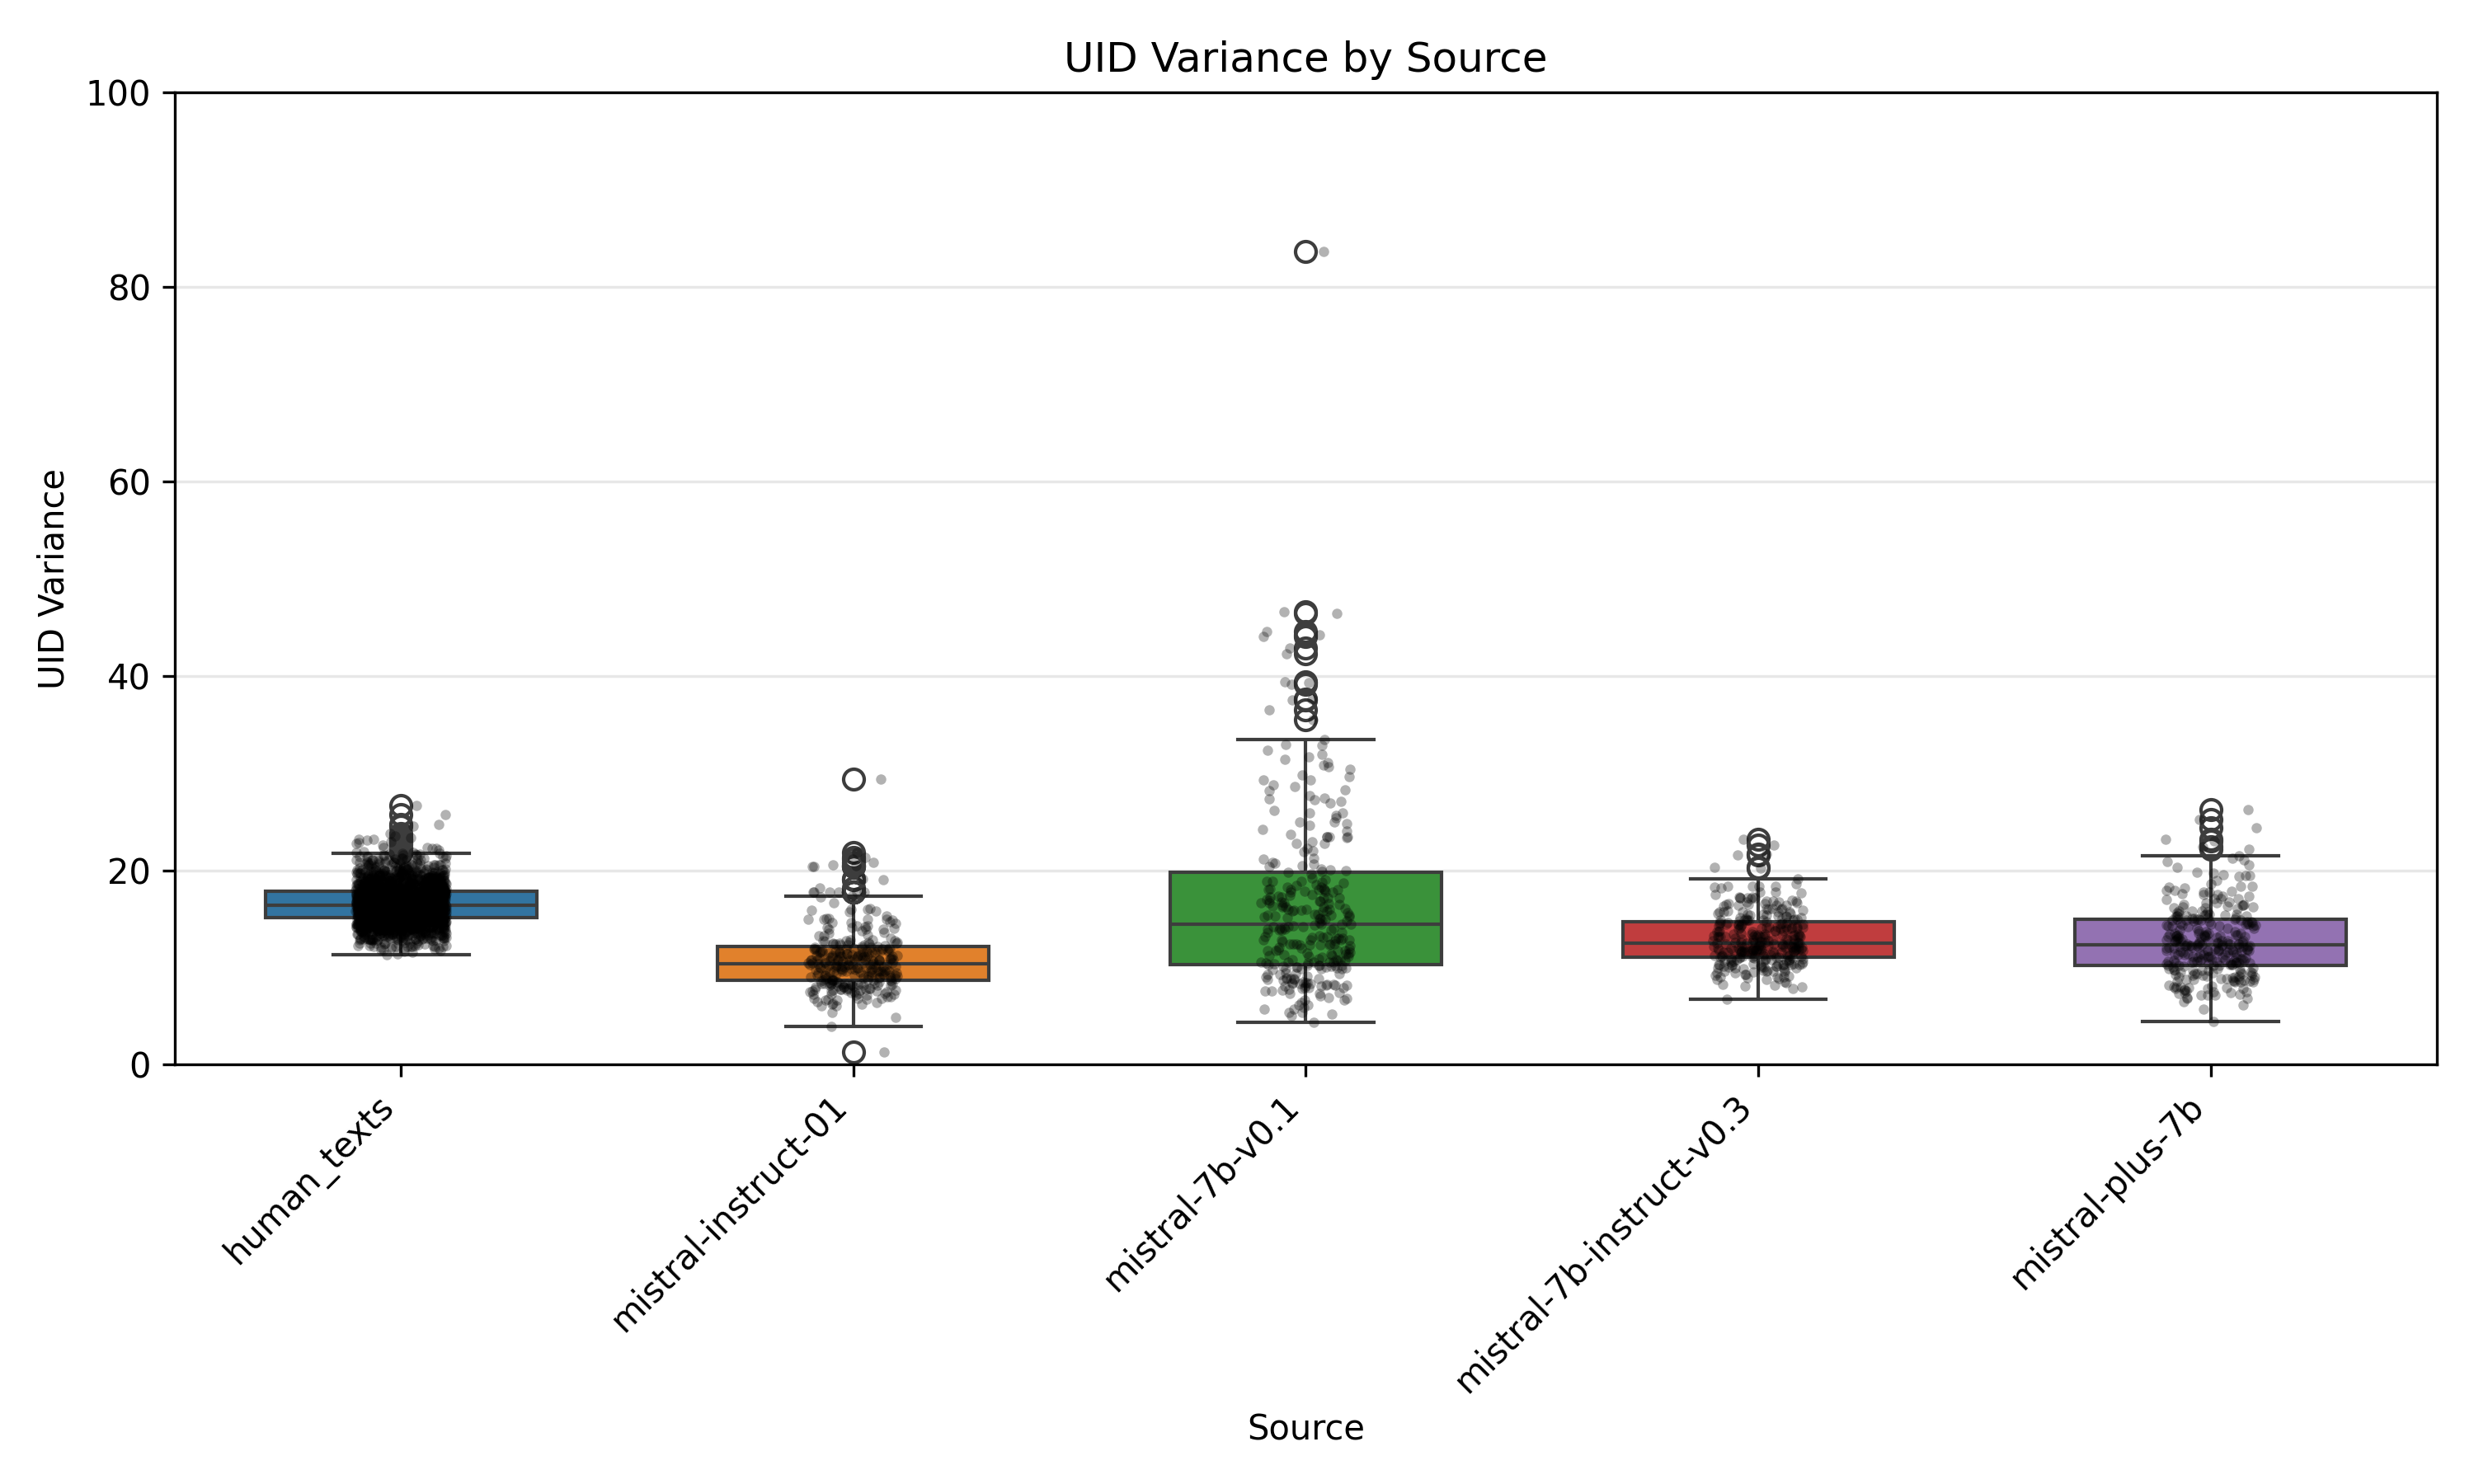 UID Variance by Source
UID Variance
100
80
60
40
20
0
human_texts
mistral-instruct-01
mistral-7b-v0.1
mistral-7b-instruct-v0.3
mistral-plus-7b
Source